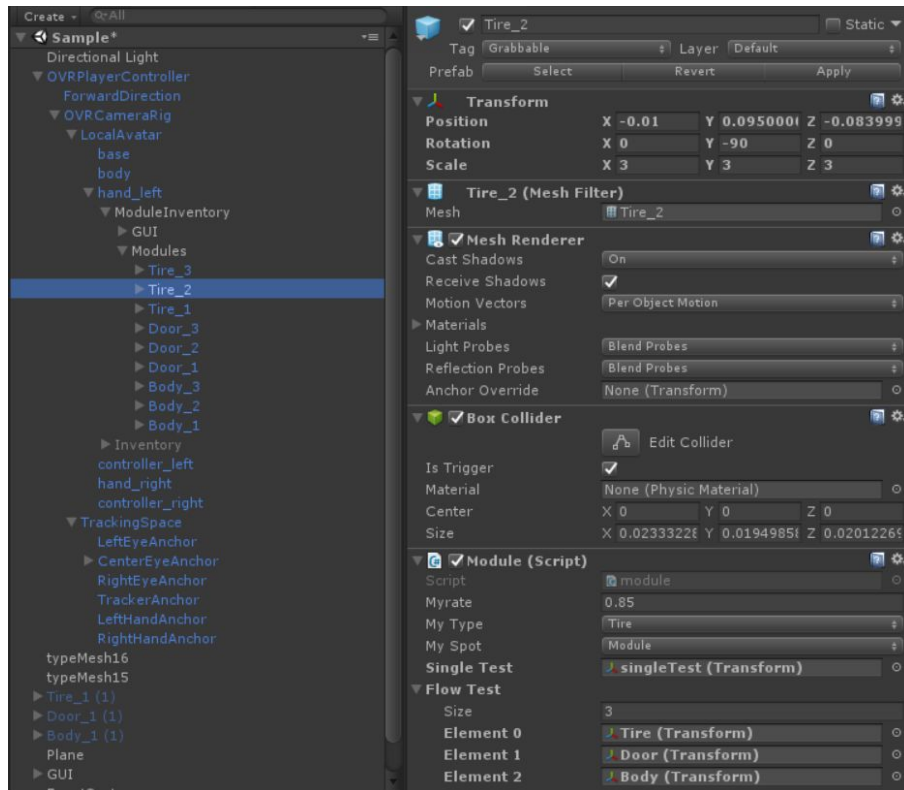 Create
All
Sample*
Directional Light
OVRPlayerController
ForwardDirection
OVRCameraRig
LocalAvatar
base
body
hand_left
ModuleInventory
GUI
Modules
Tire_3
Tire_2
Tire_1
Door_3
Door_2
Door_1
Body_3
Body_2
Body_1
Inventory
controller_left
hand_right
controller_right
TrackingSpace
LeftEyeAnchor
CenterEyeAnchor
RightEyeAnchor
TrackerAnchor
LeftHandAnchor
RightHandAnchor
typeMesh16
typeMesh15
Tire_1 (1)
Door_1 (1)
Body_1 (1)
Plane
GUI
Tire_2 Static
Tag Grabbable Layer Default
Prefab Select Revert Apply
Transform
Position X -0.01 Y 0.0950000 Z -0.083999
Rotation X 0 Y -90 Z 0
Scale X 3 Y 3 Z 3
Tire_2 (Mesh Filter)
Mesh Tire_2
Mesh Renderer
Cast Shadows On
Receive Shadows
Motion Vectors Per Object Motion
Materials
Light Probes Blend Probes
Reflection Probes Blend Probes
Anchor Override None (Transform)
Box Collider
Edit Collider
Is Trigger
Material None (Physic Material)
Center X 0 Y 0 Z 0
Size X 0.0233322 Y 0.0194985 Z 0.0201226
Module (Script)
Script module
Myrate 0.85
My Type Tire
My Spot Module
Single Test singleTest (Transform)
Flow Test
Size 3
Element 0 Tire (Transform)
Element 1 Door (Transform)
Element 2 Body (Transform)